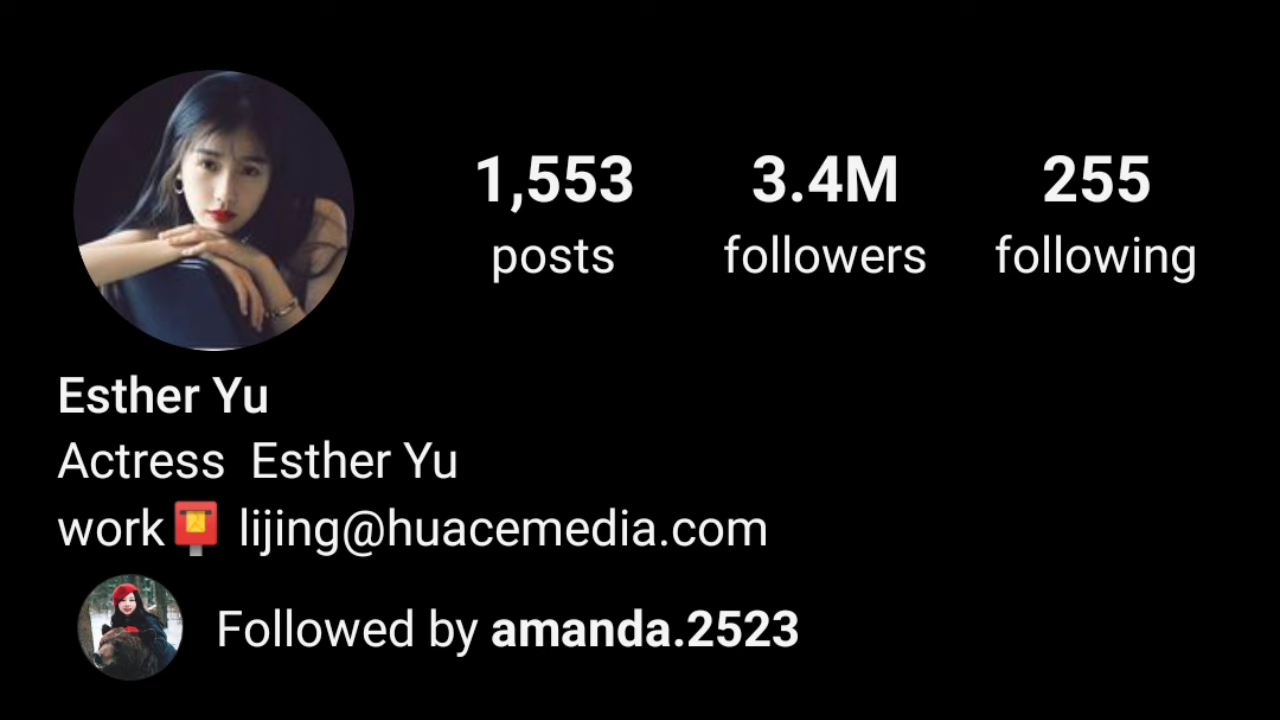 1,553 3.4M 255
posts followers following
Esther Yu
Actress Esther Yu
work📮 lijing@huacemedia.com
Followed by amanda.2523